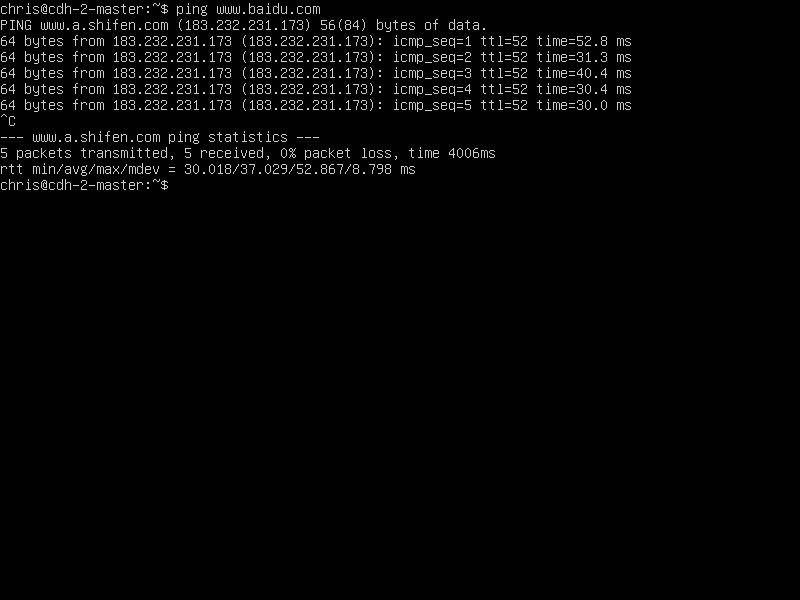 chris@cdh-2-master:~$ ping www.baidu.com
PING www.a.shifen.com (183.232.231.173) 56(84) bytes of data.
64 bytes from 183.232.231.173 (183.232.231.173): icmp_seq=1 ttl=52 time=52.8 ms
64 bytes from 183.232.231.173 (183.232.231.173): icmp_seq=2 ttl=52 time=31.3 ms
64 bytes from 183.232.231.173 (183.232.231.173): icmp_seq=3 ttl=52 time=40.4 ms
64 bytes from 183.232.231.173 (183.232.231.173): icmp_seq=4 ttl=52 time=30.4 ms
64 bytes from 183.232.231.173 (183.232.231.173): icmp_seq=5 ttl=52 time=30.0 ms
^C
--- www.a.shifen.com ping statistics ---
5 packets transmitted, 5 received, 0% packet loss, time 4006ms
rtt min/avg/max/mdev = 30.018/37.029/52.867/8.798 ms
chris@cdh-2-master:~$